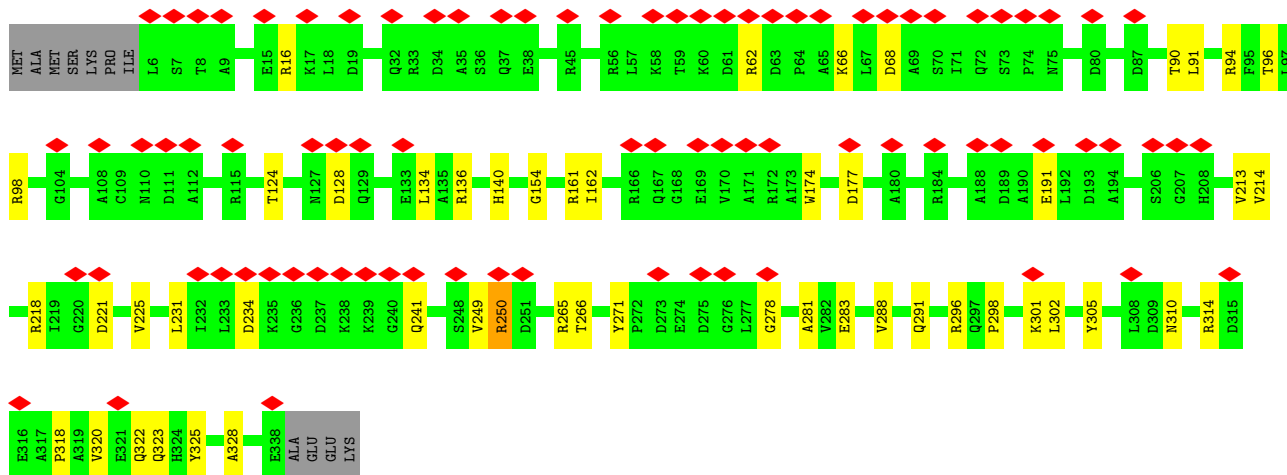 MET ALA MET SER LYS PRO ILE L6 S7 T8 A9 E15 R16 K17 L18 D19 Q32 R33 D34 A35 S36 Q37 E38 R45 R56 L57 K58 T59 K60 D61 R62 D63 P64 A65 K66 L67 D68 A69 S70 I71 Q72 S73 P74 N75 D80 D87 T90 L91 R94 F95 T96 L97
R98 G104 A108 C109 N110 D111 A112 R115 T124 N127 D128 Q129 E133 L134 A135 R136 H140 G154 R161 I162 R166 Q167 G168 E169 V170 A171 R172 A173 W174 D177 A180 R184 A188 D189 A190 E191 L192 D193 A194 S206 G207 H208 V213 V214
R218 I219 G220 D221 V225 L231 I232 L233 D234 K235 G236 D237 K238 K239 G240 Q241 S248 V249 R250 D251 R265 T266 Y271 P272 D273 E274 D275 G276 L277 G278 A281 V282 E283 V288 Q291 R296 Q297 P298 K301 L302 Y305 L308 D309 N310 R314 D315
E316 A317 P318 A319 V320 E321 Q322 Q323 H324 Y325 A328 E338 ALA GLU GLU LYS